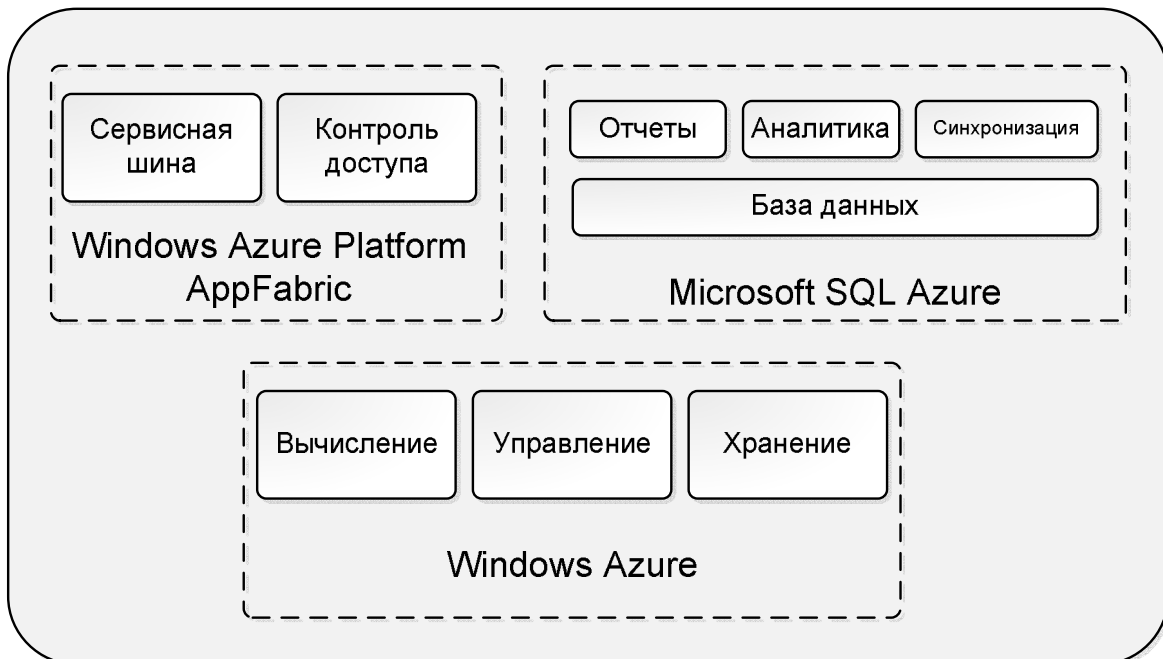 Сервисная
шина
Контроль
доступа
Windows Azure Platform
AppFabric
Отчеты
Аналитика
Синхронизация
База данных
Microsoft SQL Azure
Вычисление
Управление
Хранение
Windows Azure